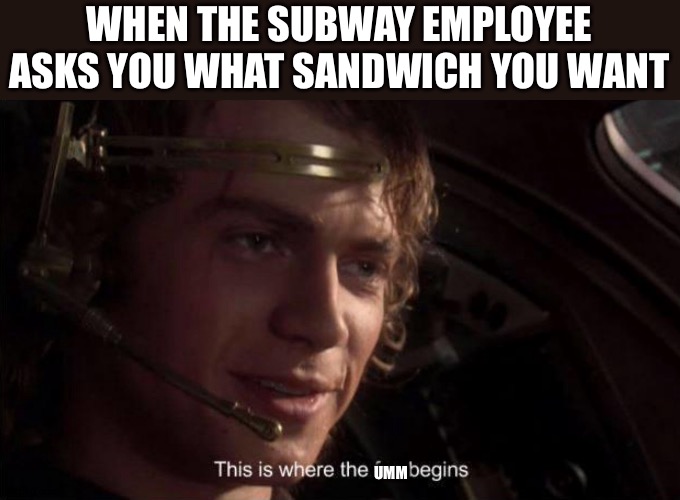 WHEN THE SUBWAY EMPLOYEE
ASKS YOU WHAT SANDWICH YOU WANT
This is where the UMM begins